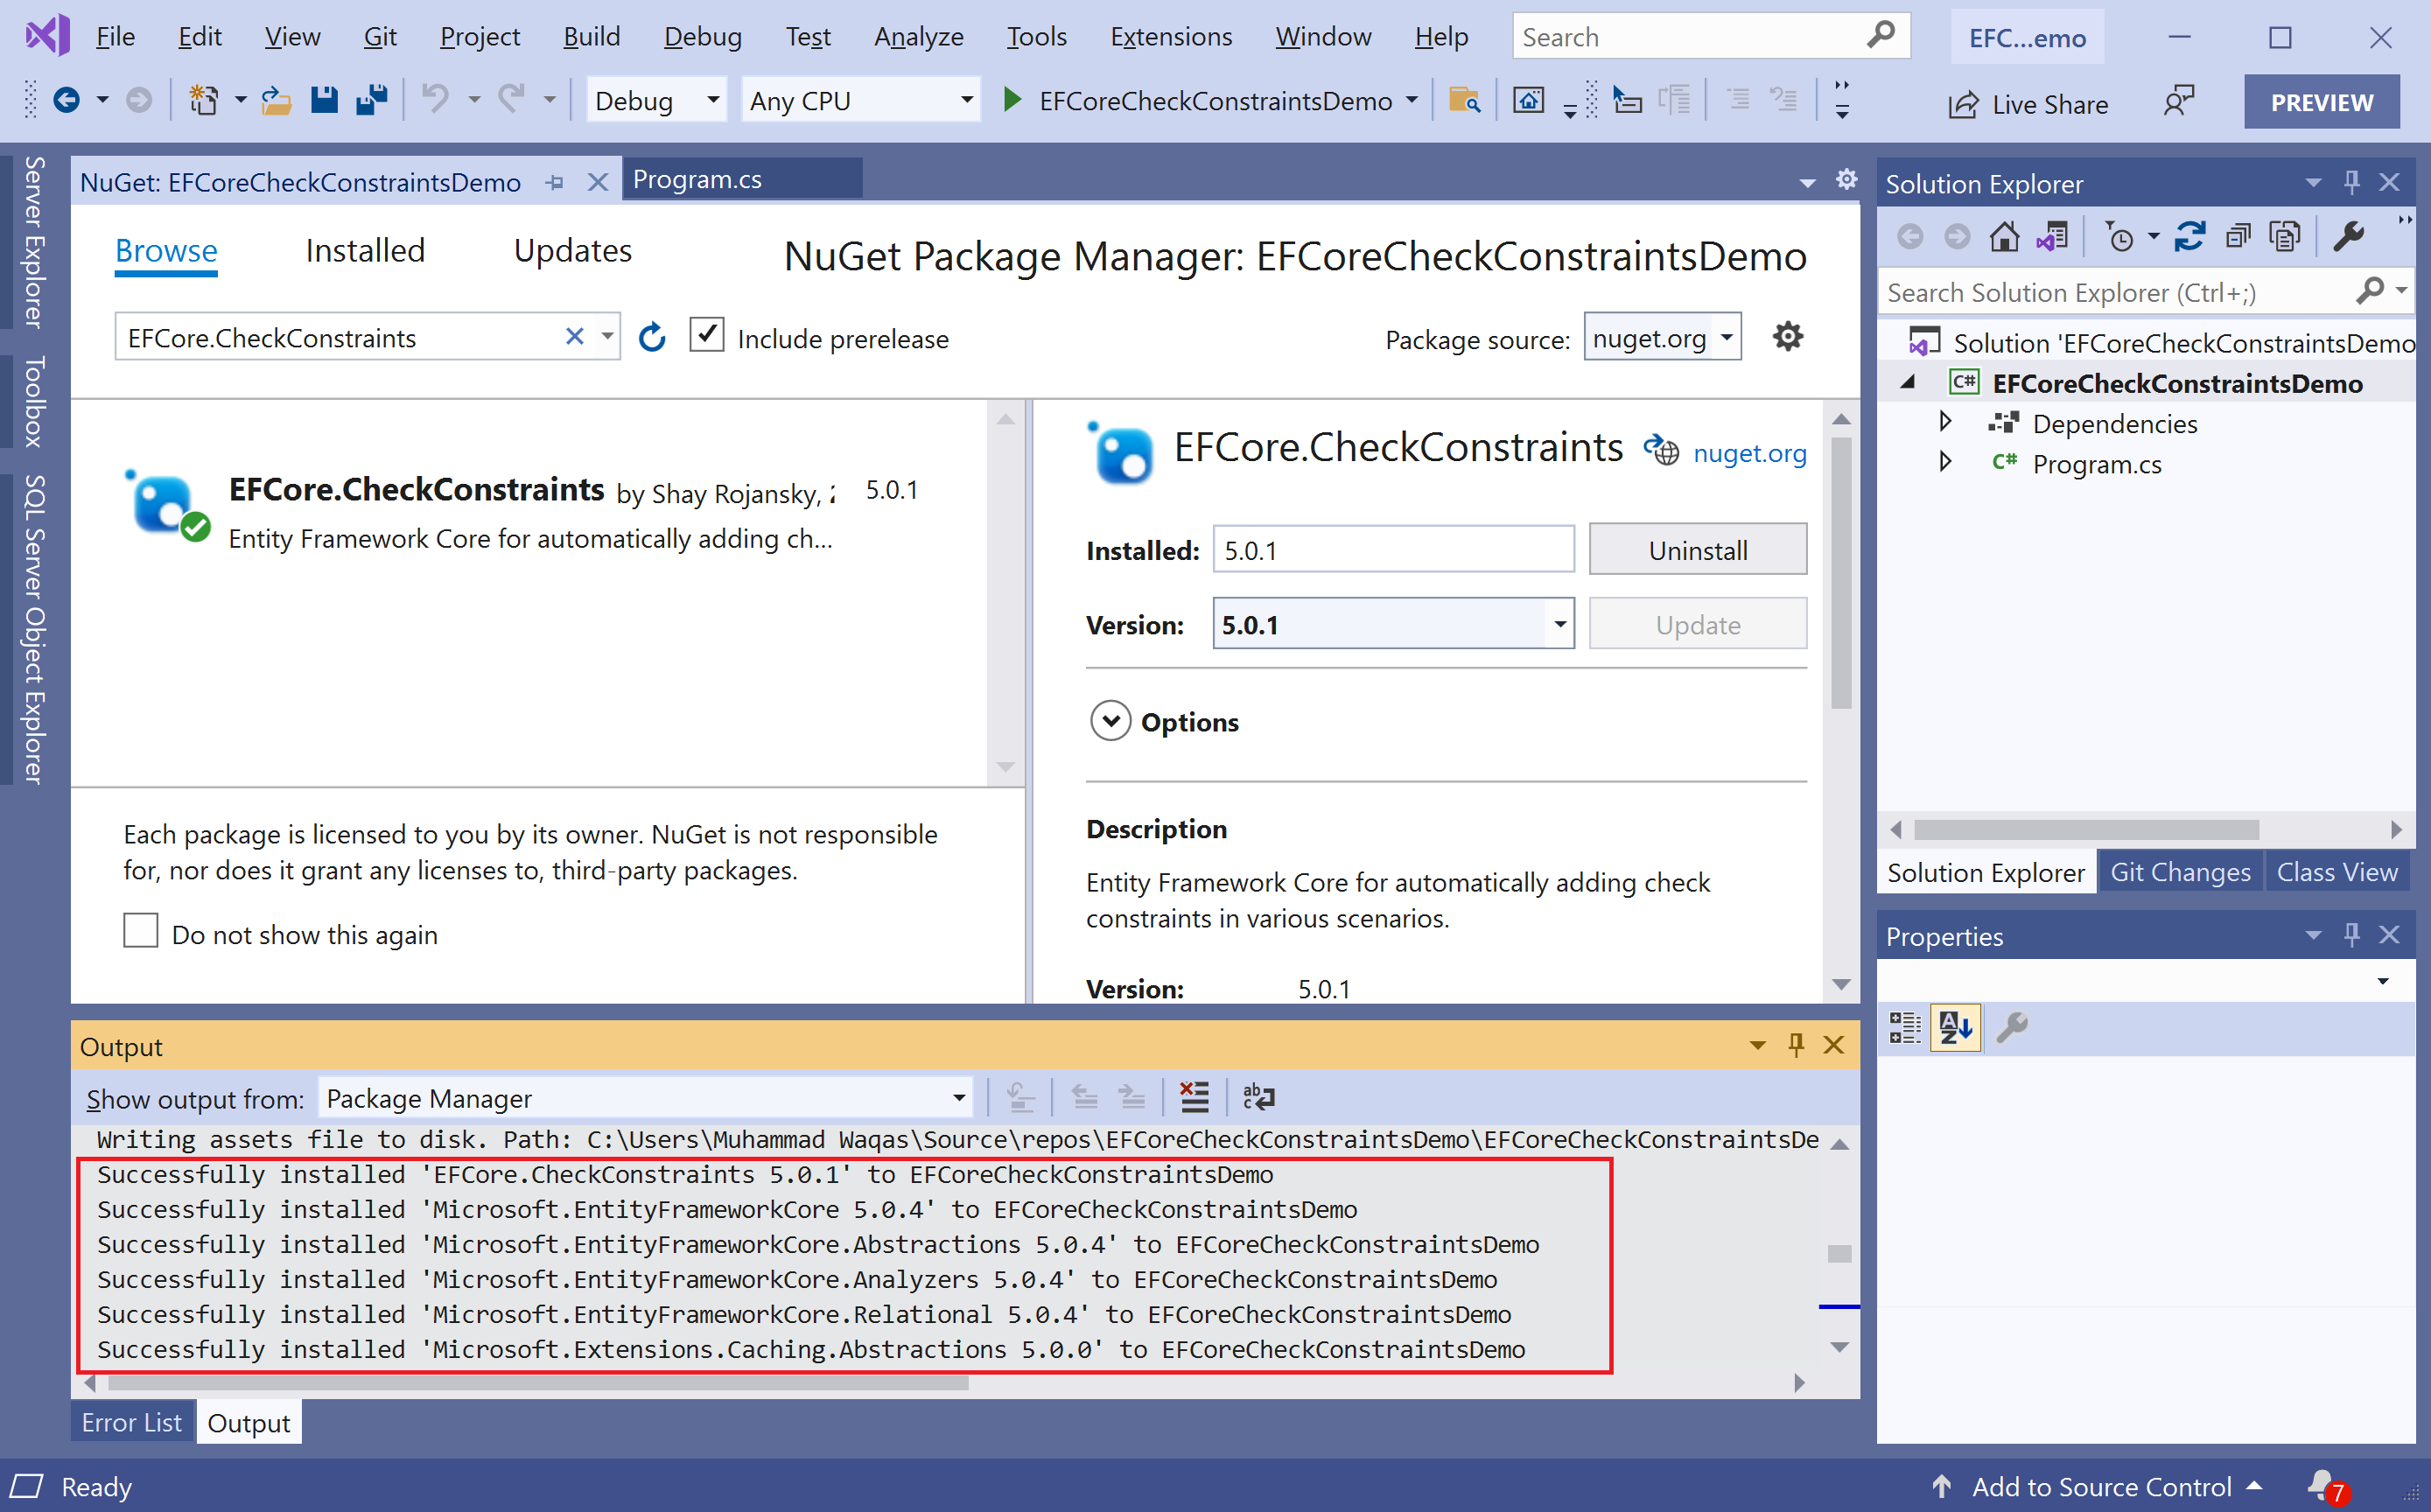 File Edit View Git Project Build Debug Test Analyze Tools Extensions Window Help Search EFC...emo
Debug Any CPU EFCoreCheckConstraintsDemo Live Share PREVIEW
Server Explorer
Toolbox
SQL Server Object Explorer
NuGet: EFCoreCheckConstraintsDemo Program.cs
Browse Installed Updates NuGet Package Manager: EFCoreCheckConstraintsDemo
EFCore.CheckConstraints Include prerelease Package source: nuget.org
EFCore.CheckConstraints by Shay Rojansky, 5.0.1
Entity Framework Core for automatically adding ch...
Each package is licensed to you by its owner. NuGet is not responsible
for, nor does it grant any licenses to, third-party packages.
Do not show this again
EFCore.CheckConstraints nuget.org
Installed: 5.0.1 Uninstall
Version: 5.0.1 Update
Options
Description
Entity Framework Core for automatically adding check
constraints in various scenarios.
Version: 5.0.1
Output
Show output from: Package Manager
Writing assets file to disk. Path: C:\Users\Muhammad Waqas\Source\repos\EFCoreCheckConstraintsDemo\EFCoreCheckConstraintsDe
Successfully installed 'EFCore.CheckConstraints 5.0.1' to EFCoreCheckConstraintsDemo
Successfully installed 'Microsoft.EntityFrameworkCore 5.0.4' to EFCoreCheckConstraintsDemo
Successfully installed 'Microsoft.EntityFrameworkCore.Abstractions 5.0.4' to EFCoreCheckConstraintsDemo
Successfully installed 'Microsoft.EntityFrameworkCore.Analyzers 5.0.4' to EFCoreCheckConstraintsDemo
Successfully installed 'Microsoft.EntityFrameworkCore.Relational 5.0.4' to EFCoreCheckConstraintsDemo
Successfully installed 'Microsoft.Extensions.Caching.Abstractions 5.0.0' to EFCoreCheckConstraintsDemo
Error List Output
Solution Explorer
Search Solution Explorer (Ctrl+;)
Solution 'EFCoreCheckConstraintsDemo
C# EFCoreCheckConstraintsDemo
Dependencies
C# Program.cs
Solution Explorer Git Changes Class View
Properties
Ready Add to Source Control 7